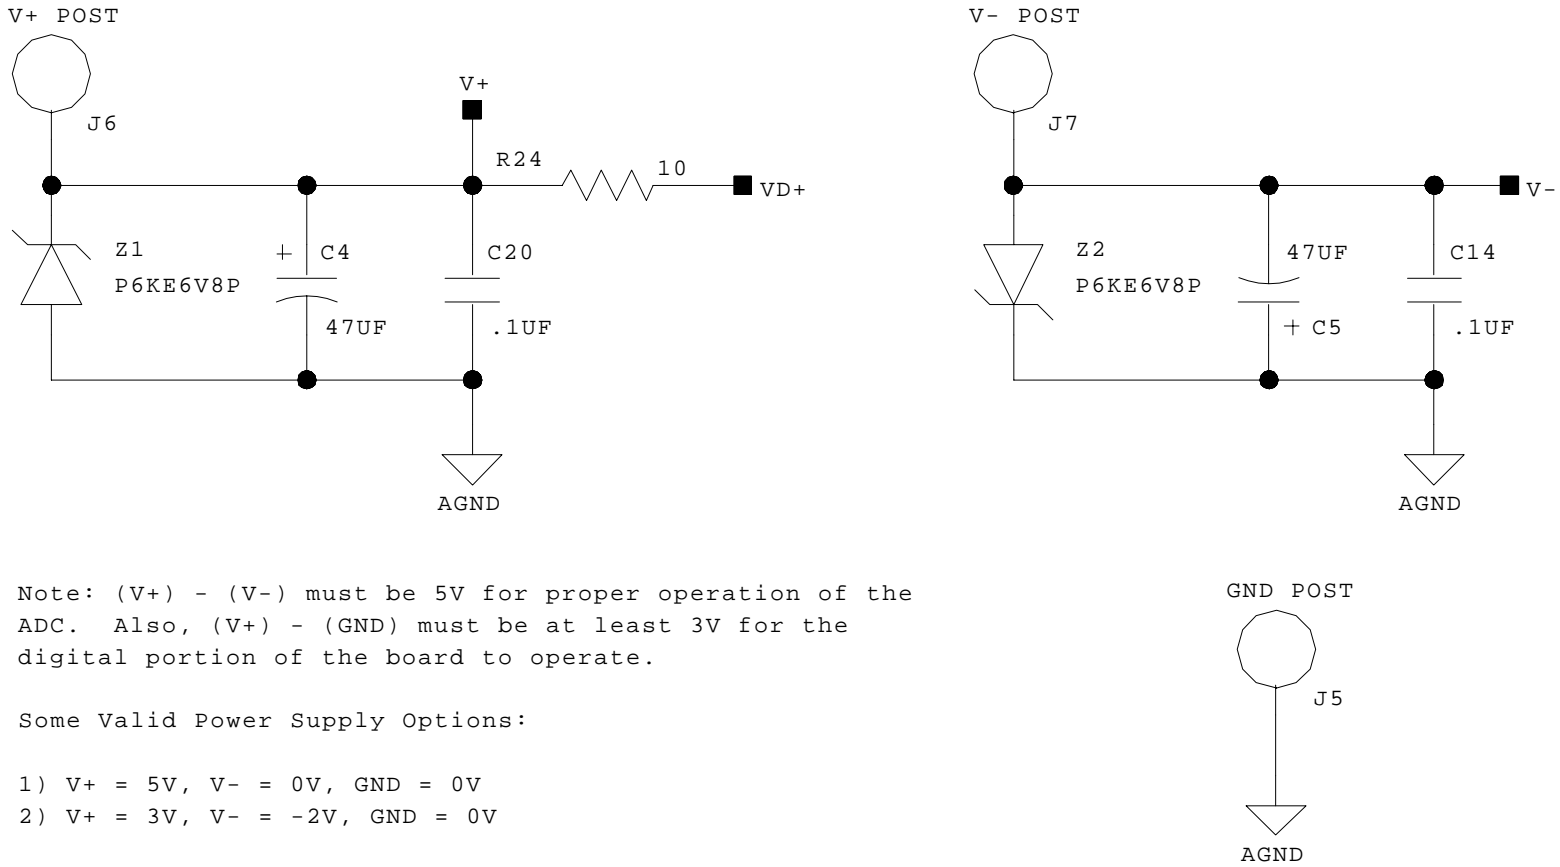 V+ POST
J6
V+
R24
10
VD+
Z1
P6KE6V8P
+ C4
47UF
C20
.1UF
AGND
V- POST
J7
V-
Z2
P6KE6V8P
47UF
+ C5
C14
.1UF
AGND
Note: (V+) - (V-) must be 5V for proper operation of the
ADC.  Also, (V+) - (GND) must be at least 3V for the
digital portion of the board to operate.
Some Valid Power Supply Options:
1) V+ = 5V, V- = 0V, GND = 0V
2) V+ = 3V, V- = -2V, GND = 0V
GND POST
J5
AGND